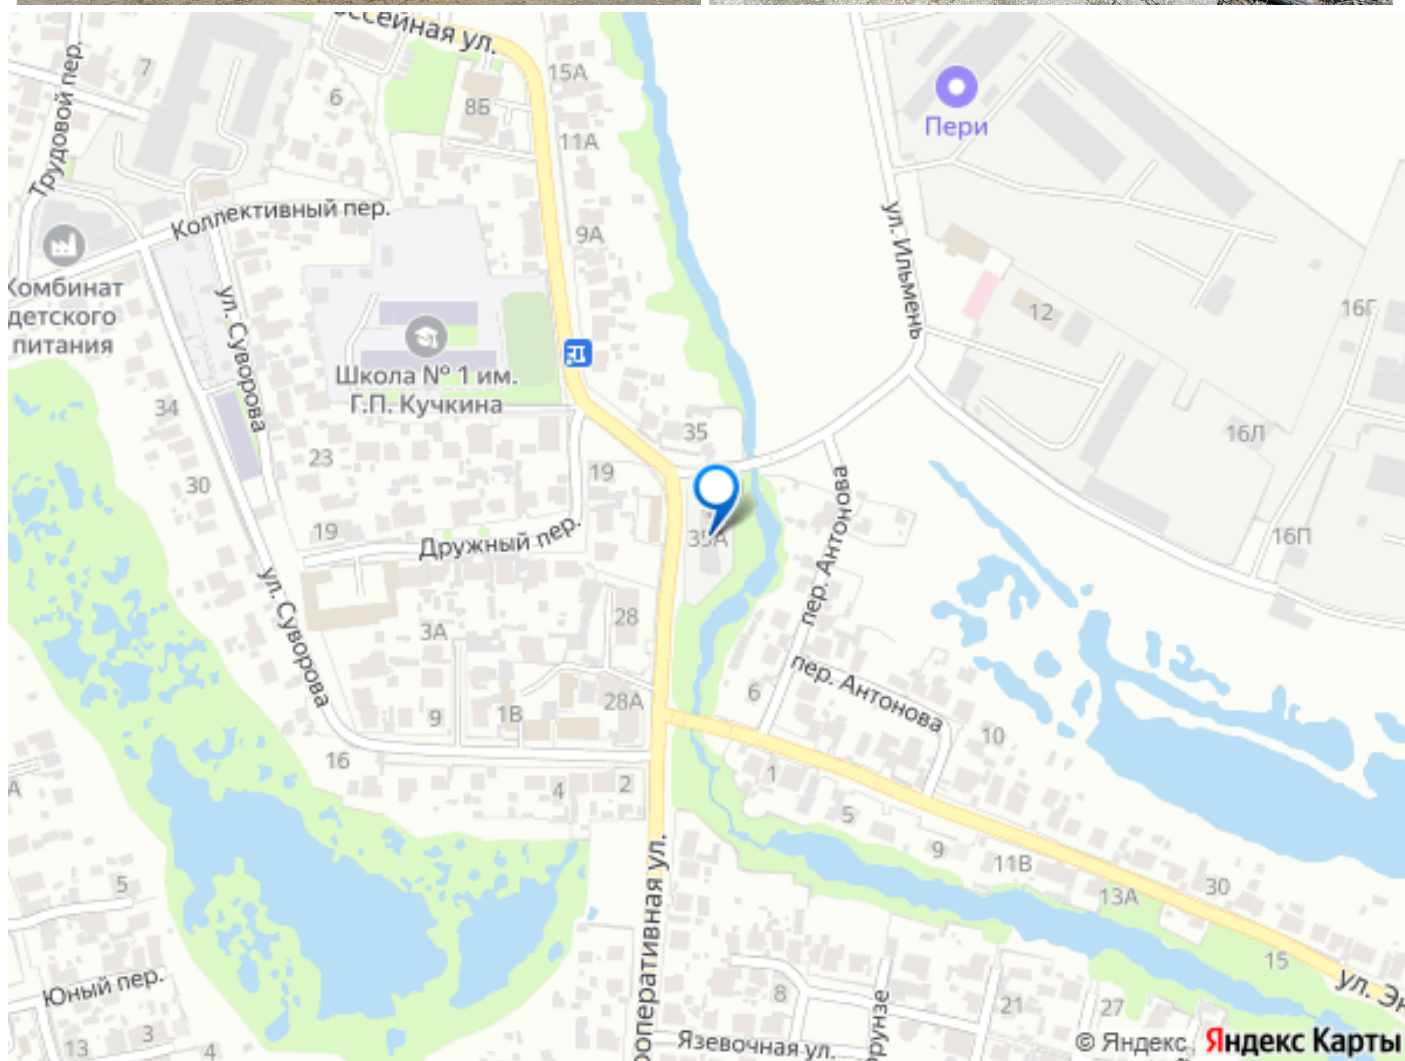 ссейная ул.
Трудовой пер.
7
6
8Б
15А
11А
Пери
Коллективный пер.
9А
ул. Ильмень
Комбинат
детского
питания
ул. Суворова
12
16Г
Школа № 1 им.
Г.П. Кучкина
34
35
16Л
23
19
30
пер. Антонова
19
Дружный пер.
35А
16П
ул. Суворова
28
3А
6
пер. Антонова
28А
9
1В
10
16
1
4
2
5
А
9
11В
5
13А
30
оперативная ул.
15
Юный пер.
ул. Эн
8
рунзе
21
27
13
3
4
Язевочная ул.
© Яндекс
Яндекс Карты